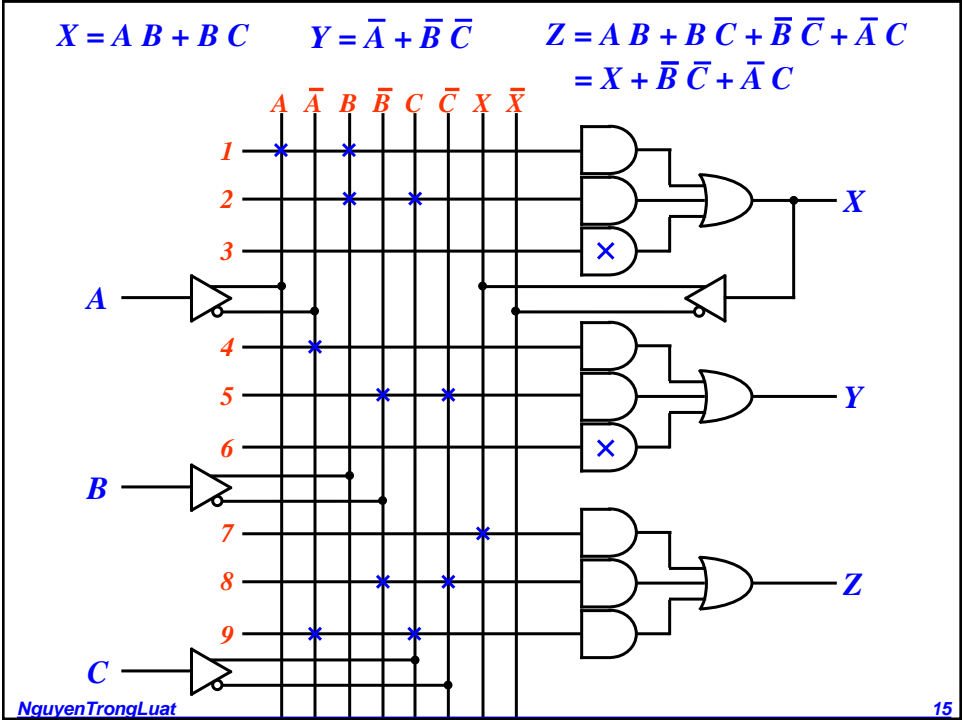 X = A B + B C Y = A̅ + B̅ C̅ Z = A B + B C + B̅ C̅ + A̅ C
= X + B̅ C̅ + A̅ C
A A̅ B B̅ C C̅ X X̅
1
2 X
3
A
4
5 Y
6
B
7
8 Z
9
C
NguyenTrongLuat 15